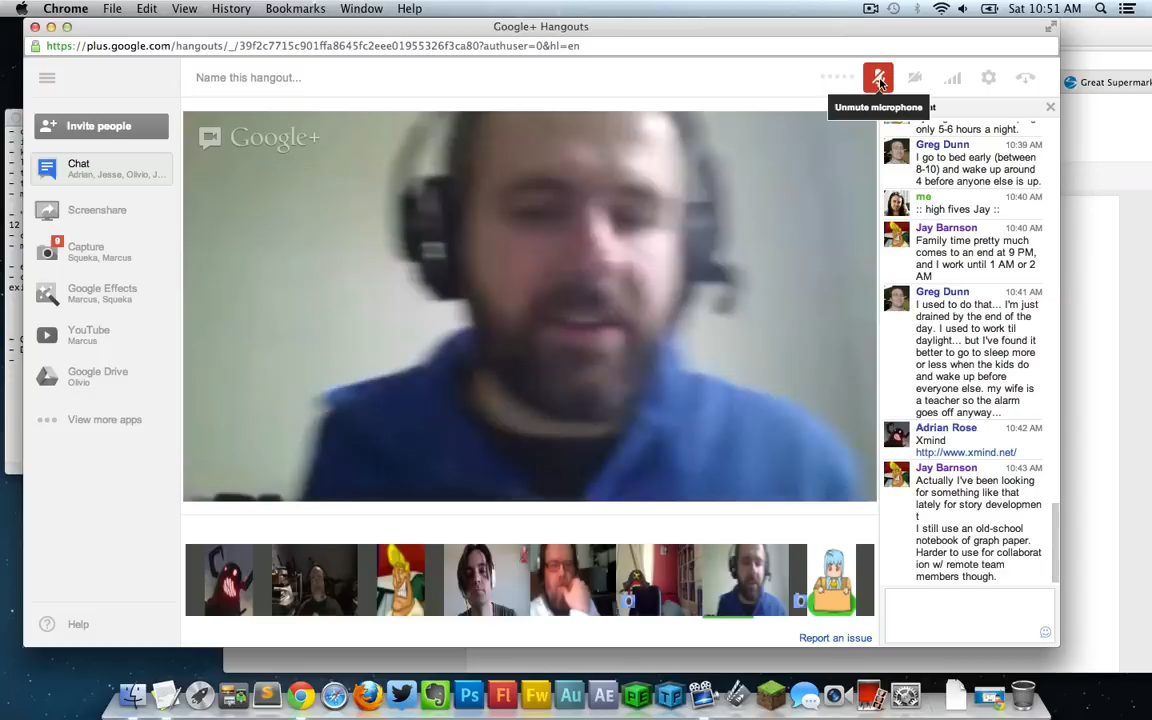 Chrome File Edit View History Bookmarks Window Help
Sat 10:51 AM
Google+ Hangouts
https://plus.google.com/hangouts/_/39f2c7715c901ffa8645fc2eee01955326f3ca80?authuser=0&hl=en
Great Supermark
Name this hangout...
Unmute microphone
Invite people
Chat
Adrian, Jesse, Olivio, J...
Screenshare
9
Capture
Squeka, Marcus
Google Effects
Marcus, Squeka
YouTube
Marcus
Google Drive
Olivio
View more apps
Help
Google+
only 5-6 hours a night.
Greg Dunn 10:39 AM
I go to bed early (between
8-10) and wake up around
4 before anyone else is up.
me 10:40 AM
:: high fives Jay ::
Jay Barnson 10:40 AM
Family time pretty much
comes to an end at 9 PM,
and I work until 1 AM or 2
AM
Greg Dunn 10:41 AM
I used to do that... I'm just
drained by the end of the
day. I used to work til
daylight... but I've found it
better to go to sleep more
or less when the kids do
and wake up before
everyone else. my wife is
a teacher so the alarm
goes off anyway...
Adrian Rose 10:42 AM
Xmind
http://www.xmind.net/
Jay Barnson 10:43 AM
Actually I've been looking
for something like that
lately for story developmen
t
I still use an old-school
notebook of graph paper.
Harder to use for collaborat
ion w/ remote team
members though.
Report an issue
Ps Fl Fw Au Ae